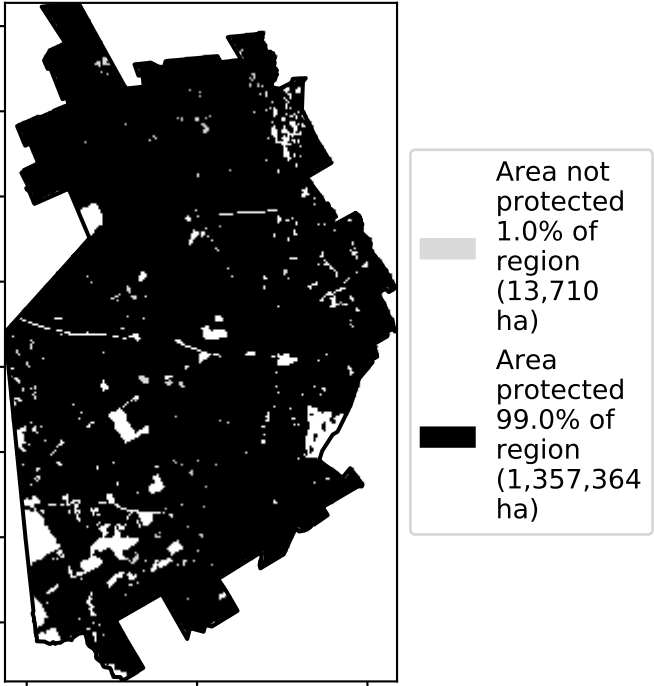 Area not
protected
1.0% of
region
(13,710
ha)
Area
protected
99.0% of
region
(1,357,364
ha)